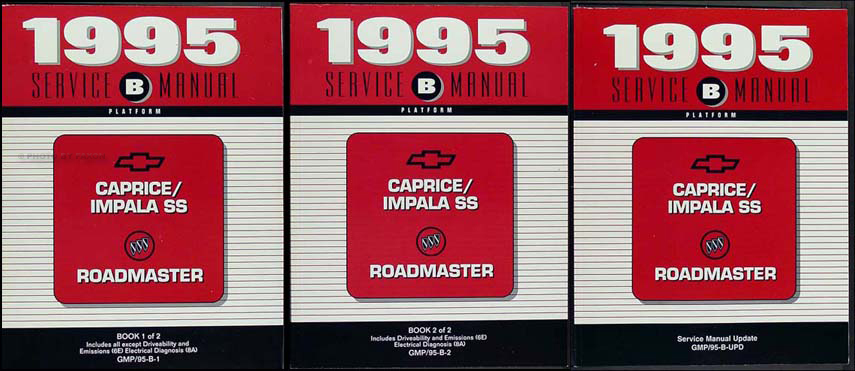 1995
SERVICE B MANUAL
PLATFORM
CAPRICE/
IMPALA SS
ROADMASTER
BOOK 1 of 2
Includes all except Driveability and
Emissions (6E) Electrical Diagnosis (8A)
GMP/95-B-1
1995
SERVICE B MANUAL
PLATFORM
CAPRICE/
IMPALA SS
ROADMASTER
BOOK 2 of 2
Includes Driveability and Emissions (6E)
Electrical Diagnosis (8A)
GMP/95-B-2
1995
SERVICE B MANUAL
PLATFORM
CAPRICE/
IMPALA SS
ROADMASTER
Service Manual Update
GMP/95-B-UPD